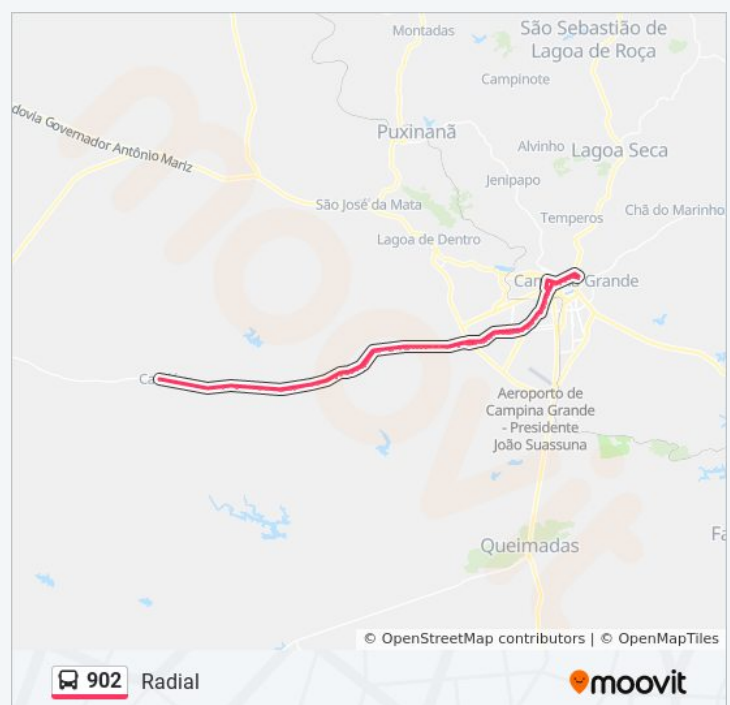 Montadas
São Sebastião de
Lagoa de Roça
Campinote
dovia Governador Antônio Mariz
Puxinanã
Alvinho
Lagoa Seca
Jenipapo
São José da Mata
Chã do Marinho
Temperos
Lagoa de Dentro
Grande
Aeroporto de
Campina Grande
- Presidente
João Suassuna
Queimadas
moovit
© OpenStreetMap contributors | © OpenMapTiles
902 Radial
moovit